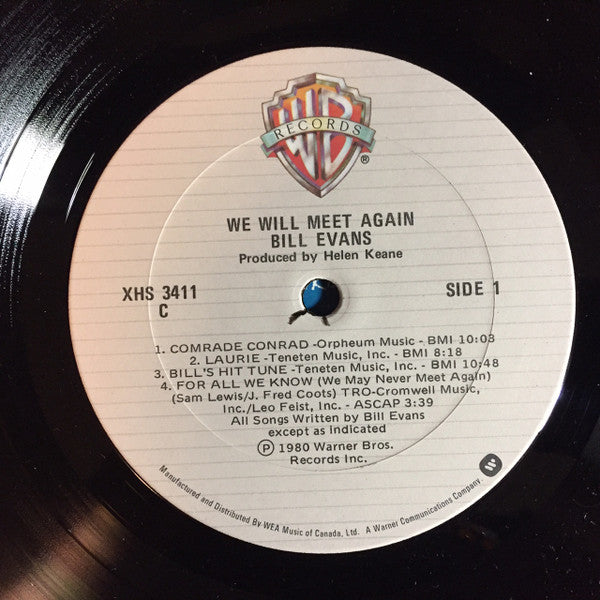 WB
RECORDS
®
WE WILL MEET AGAIN
BILL EVANS
Produced by Helen Keane
XHS 3411
C
SIDE 1
1. COMRADE CONRAD -Orpheum Music - BMI 10:03
2. LAURIE -Teneten Music, Inc. - BMI 8:18
3. BILL'S HIT TUNE -Teneten Music, Inc. - BMI 10:48
4. FOR ALL WE KNOW (We May Never Meet Again)
(Sam Lewis/J. Fred Coots) TRO-Cromwell Music,
Inc./Leo Feist, Inc. - ASCAP 3:39
All Songs Written by Bill Evans
except as indicated
Ⓟ 1980 Warner Bros.
Records Inc.
Manufactured and Distributed By WEA Music of Canada, Ltd. A Warner Communications Company.